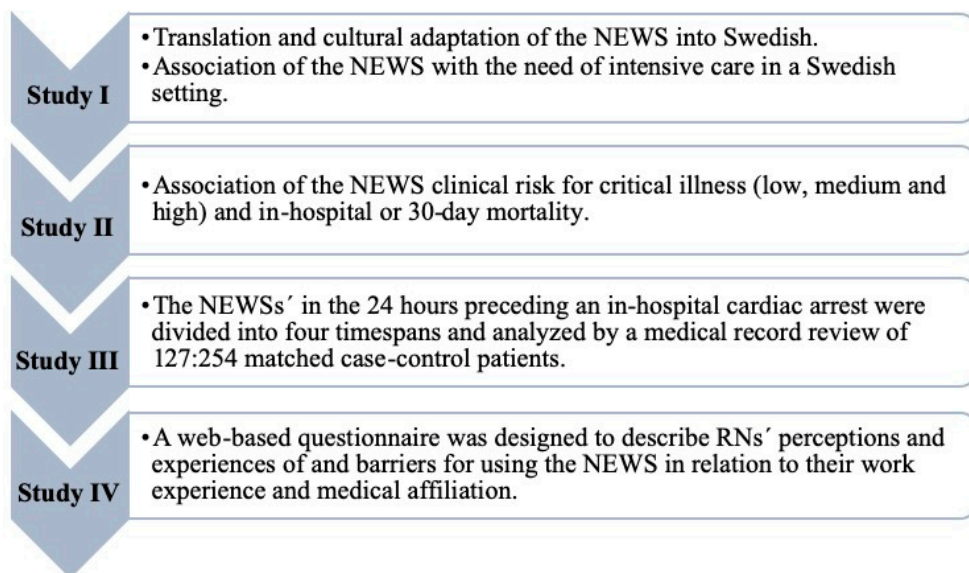 Study I
•Translation and cultural adaptation of the NEWS into Swedish.
•Association of the NEWS with the need of intensive care in a Swedish
setting.
Study II
•Association of the NEWS clinical risk for critical illness (low, medium and
high) and in-hospital or 30-day mortality.
Study III
•The NEWSs´ in the 24 hours preceding an in-hospital cardiac arrest were
divided into four timespans and analyzed by a medical record review of
127:254 matched case-control patients.
Study IV
•A web-based questionnaire was designed to describe RNs´ perceptions and
experiences of and barriers for using the NEWS in relation to their work
experience and medical affiliation.